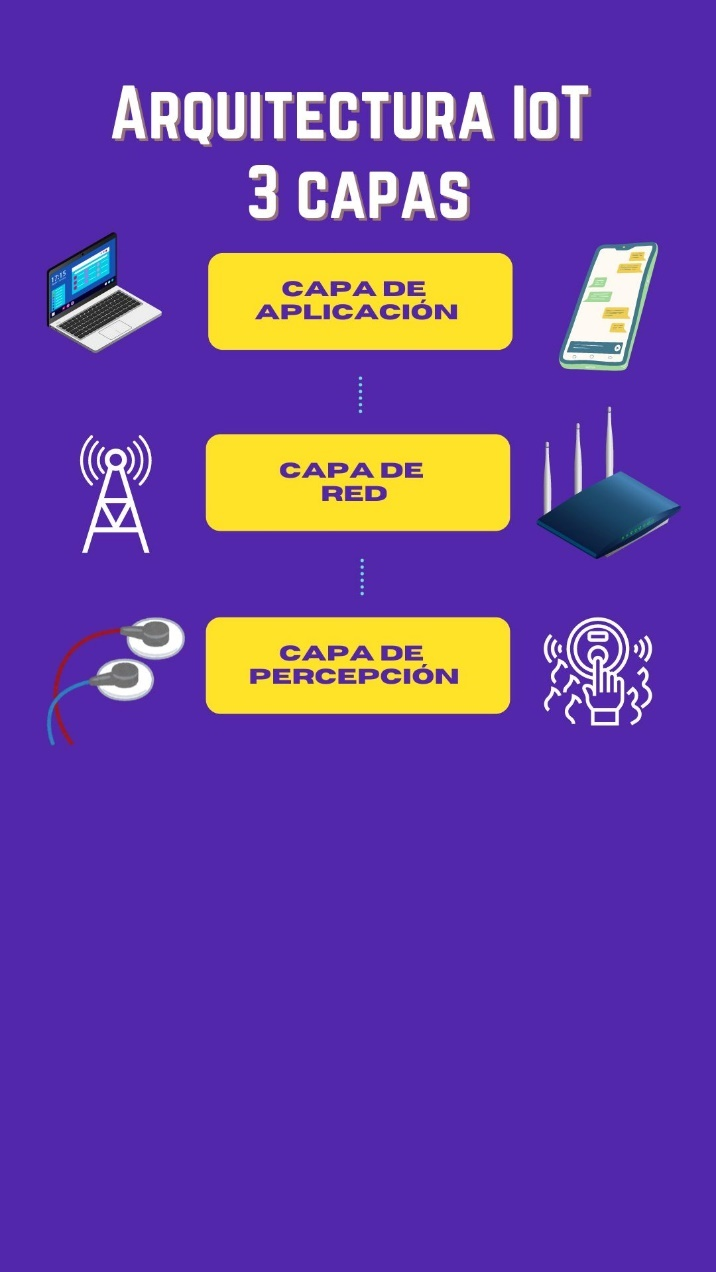 Arquitectura IoT
3 capas
CAPA DE
APLICACIÓN
CAPA DE
RED
CAPA DE
PERCEPCIÓN